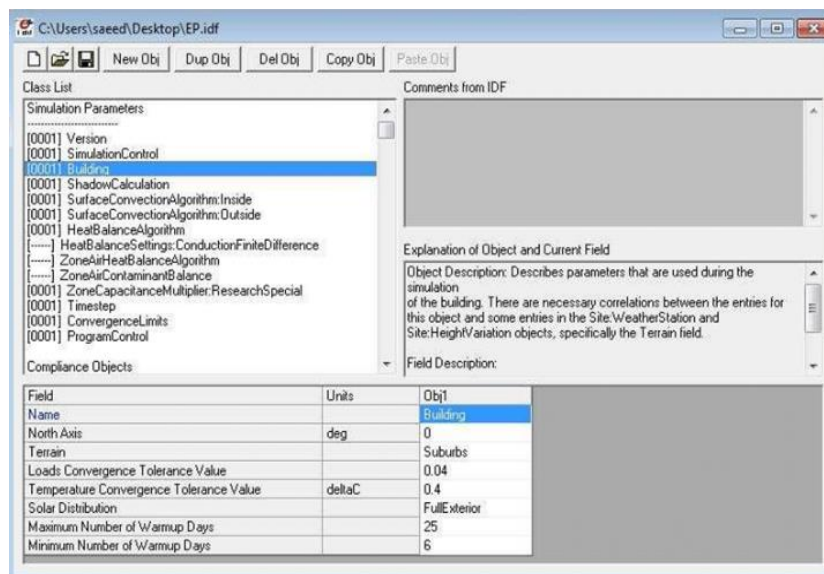 C:\Users\saeed\Desktop\EP.idf
New Obj Dup Obj Del Obj Copy Obj Paste Obj
Class List
Simulation Parameters
-------------------------
[0001] Version
[0001] SimulationControl
[0001] Building
[0001] ShadowCalculation
[0001] SurfaceConvectionAlgorithm:Inside
[0001] SurfaceConvectionAlgorithm:Outside
[0001] HeatBalanceAlgorithm
[------] HeatBalanceSettings:ConductionFiniteDifference
[------] ZoneAirHeatBalanceAlgorithm
[------] ZoneAirContaminantBalance
[0001] ZoneCapacitanceMultiplier:ResearchSpecial
[0001] Timestep
[0001] ConvergenceLimits
[0001] ProgramControl
Compliance Objects
Comments from IDF
Explanation of Object and Current Field
Object Description: Describes parameters that are used during the
simulation
of the building. There are necessary correlations between the entries for
this object and some entries in the Site:WeatherStation and
Site:HeightVariation objects, specifically the Terrain field.
Field Description:
Field Units Obj1
Name Building
North Axis deg 0
Terrain Suburbs
Loads Convergence Tolerance Value 0.04
Temperature Convergence Tolerance Value deltaC 0.4
Solar Distribution FullExterior
Maximum Number of Warmup Days 25
Minimum Number of Warmup Days 6